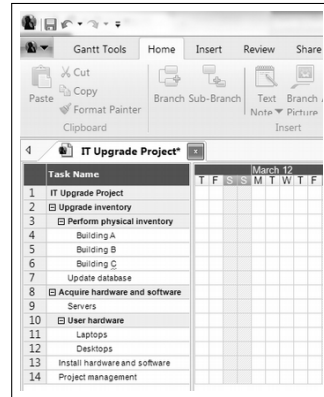 Gantt Tools Home Insert Review Share
Cut
Copy
Paste
Format Painter
Clipboard
Branch Sub-Branch
Text Branch
Note Picture
Insert
IT Upgrade Project* x
Task Name
March 12
T F S S M T W T F
1 IT Upgrade Project
2 Upgrade inventory
3 Perform physical inventory
4 Building A
5 Building B
6 Building C
7 Update database
8 Acquire hardware and software
9 Servers
10 User hardware
11 Laptops
12 Desktops
13 Install hardware and software
14 Project management